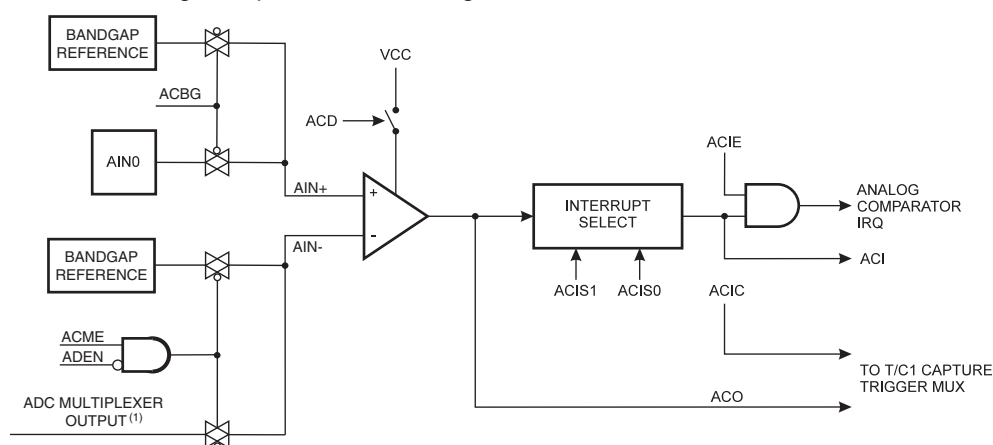 BANDGAP
REFERENCE
VCC
ACBG
ACD
ACIE
AIN0
AIN+
+
INTERRUPT
SELECT
ANALOG
COMPARATOR
IRQ
-
AIN-
BANDGAP
REFERENCE
ACI
ACIS1 ACIS0 ACIC
ACME
ADEN
TO T/C1 CAPTURE
TRIGGER MUX
ADC MULTIPLEXER
OUTPUT (1)
ACO